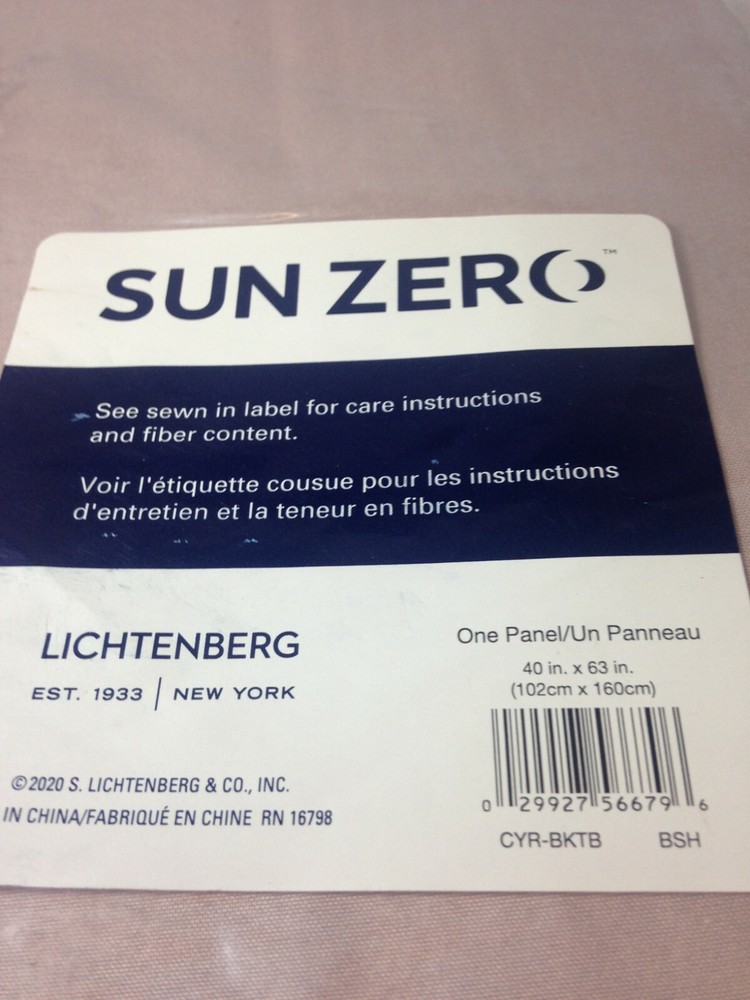 SUN ZERO™
See sewn in label for care instructions
and fiber content.
Voir l'étiquette cousue pour les instructions
d'entretien et la teneur en fibres.
LICHTENBERG
EST. 1933 | NEW YORK
©2020 S. LICHTENBERG & CO., INC.
IN CHINA/FABRIQUÉ EN CHINE RN 16798
One Panel/Un Panneau
40 in. x 63 in.
(102cm x 160cm)
0 29927 56679 6
CYR-BKTB BSH